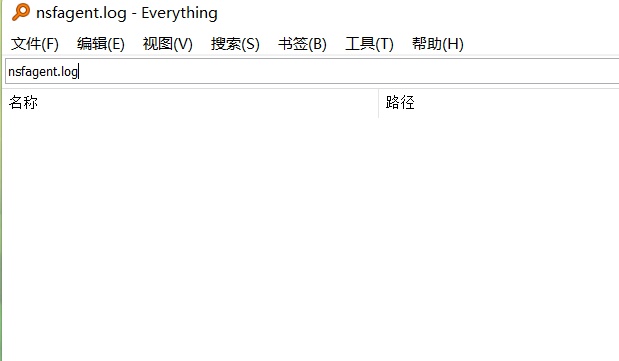 nsfagent.log - Everything
文件(F) 编辑(E) 视图(V) 搜索(S) 书签(B) 工具(T) 帮助(H)
nsfagent.log
名称 路径